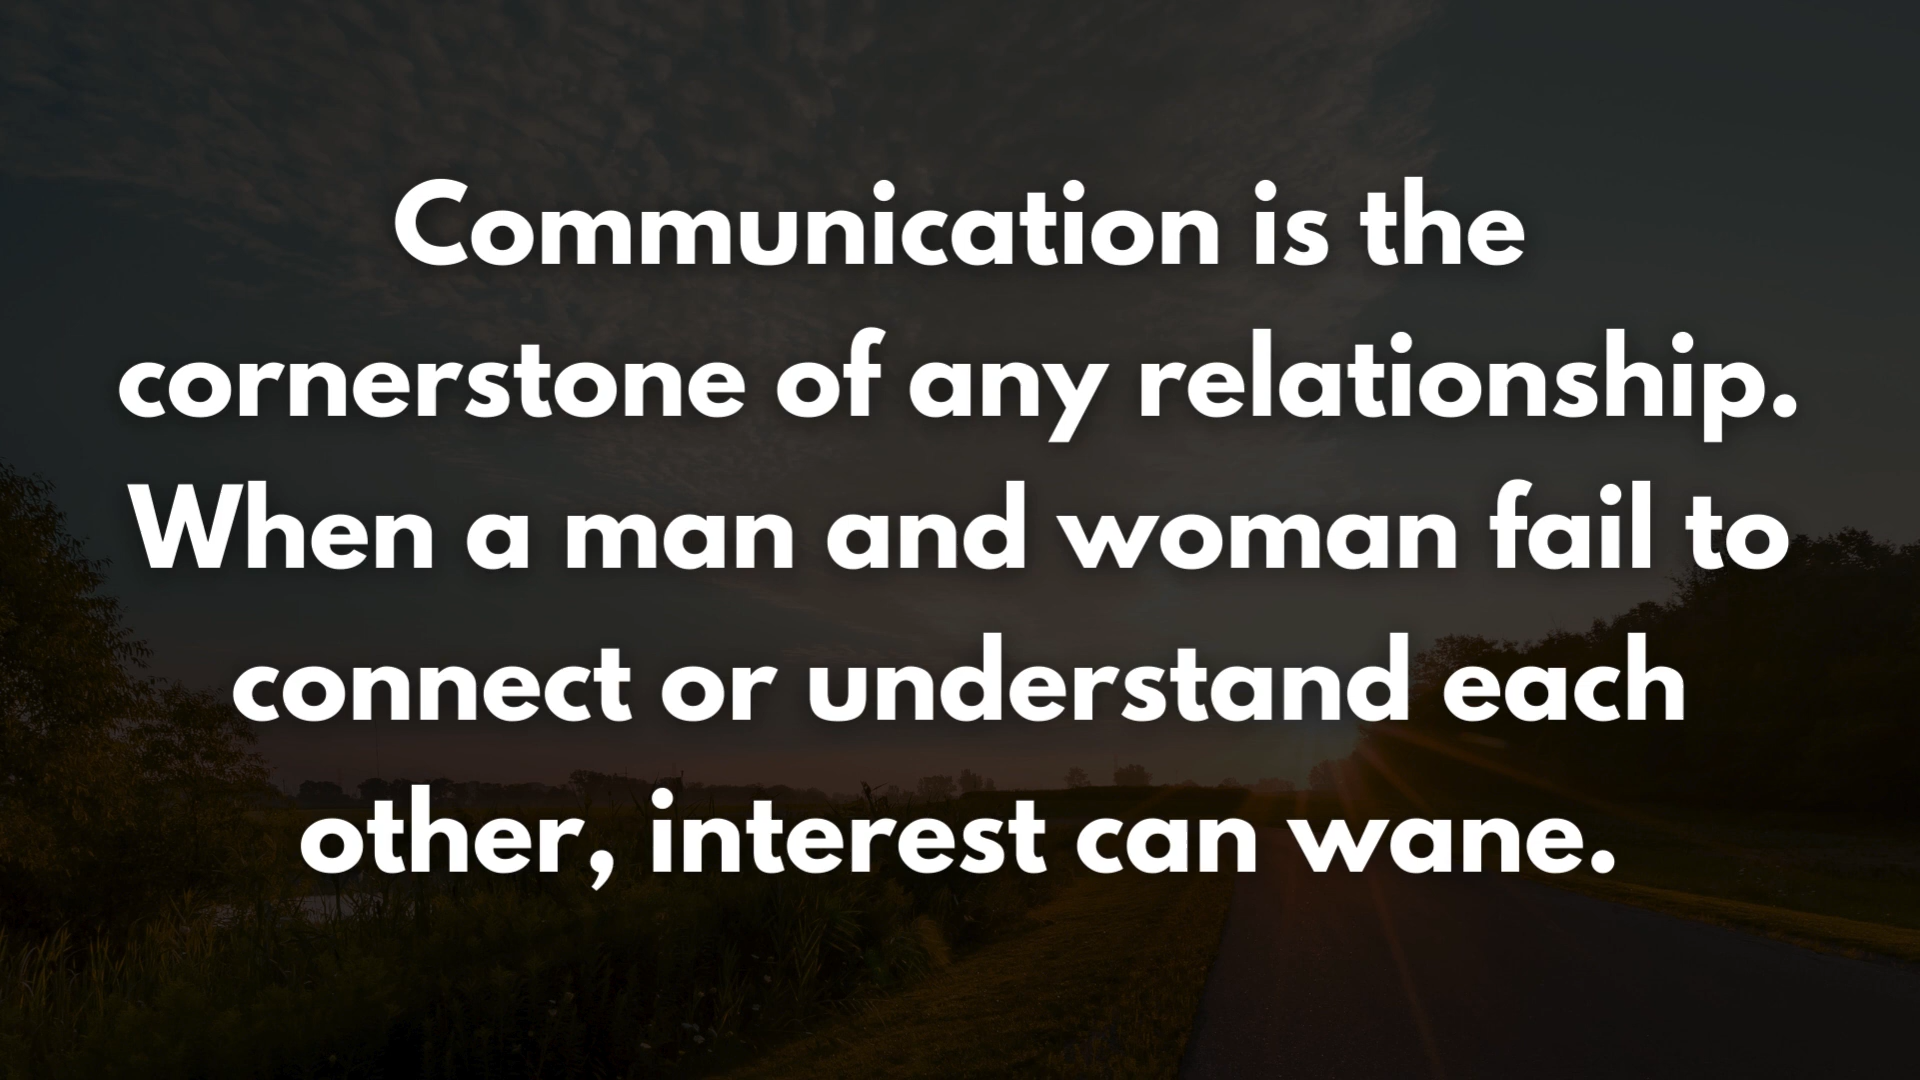 Communication is the
cornerstone of any relationship.
When a man and woman fail to
connect or understand each
other, interest can wane.